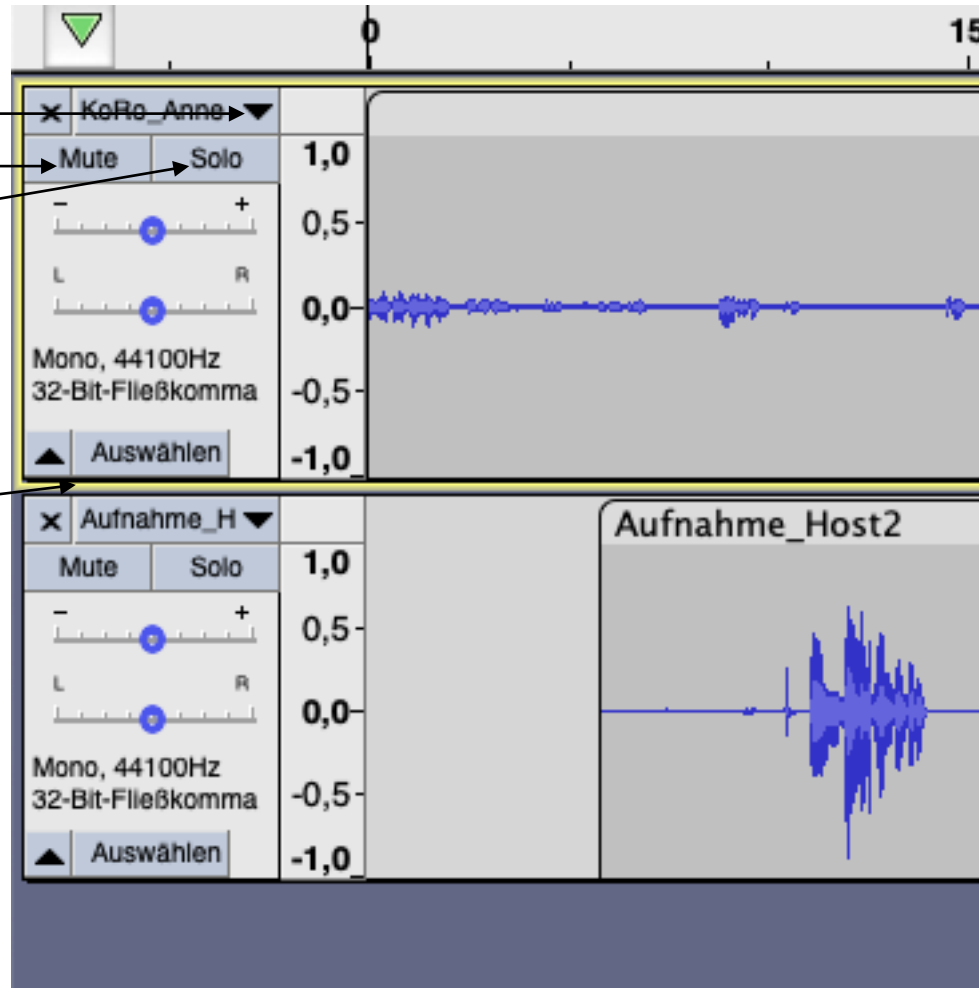 0 15
× KoRo_Anne
Mute Solo
- +
L R
Mono, 44100Hz
32-Bit-Fließkomma
Auswählen
1,0
0,5
0,0
-0,5
-1,0
× Aufnahme_H
Mute Solo
- +
L R
Mono, 44100Hz
32-Bit-Fließkomma
Auswählen
1,0
0,5
0,0
-0,5
-1,0
Aufnahme_Host2